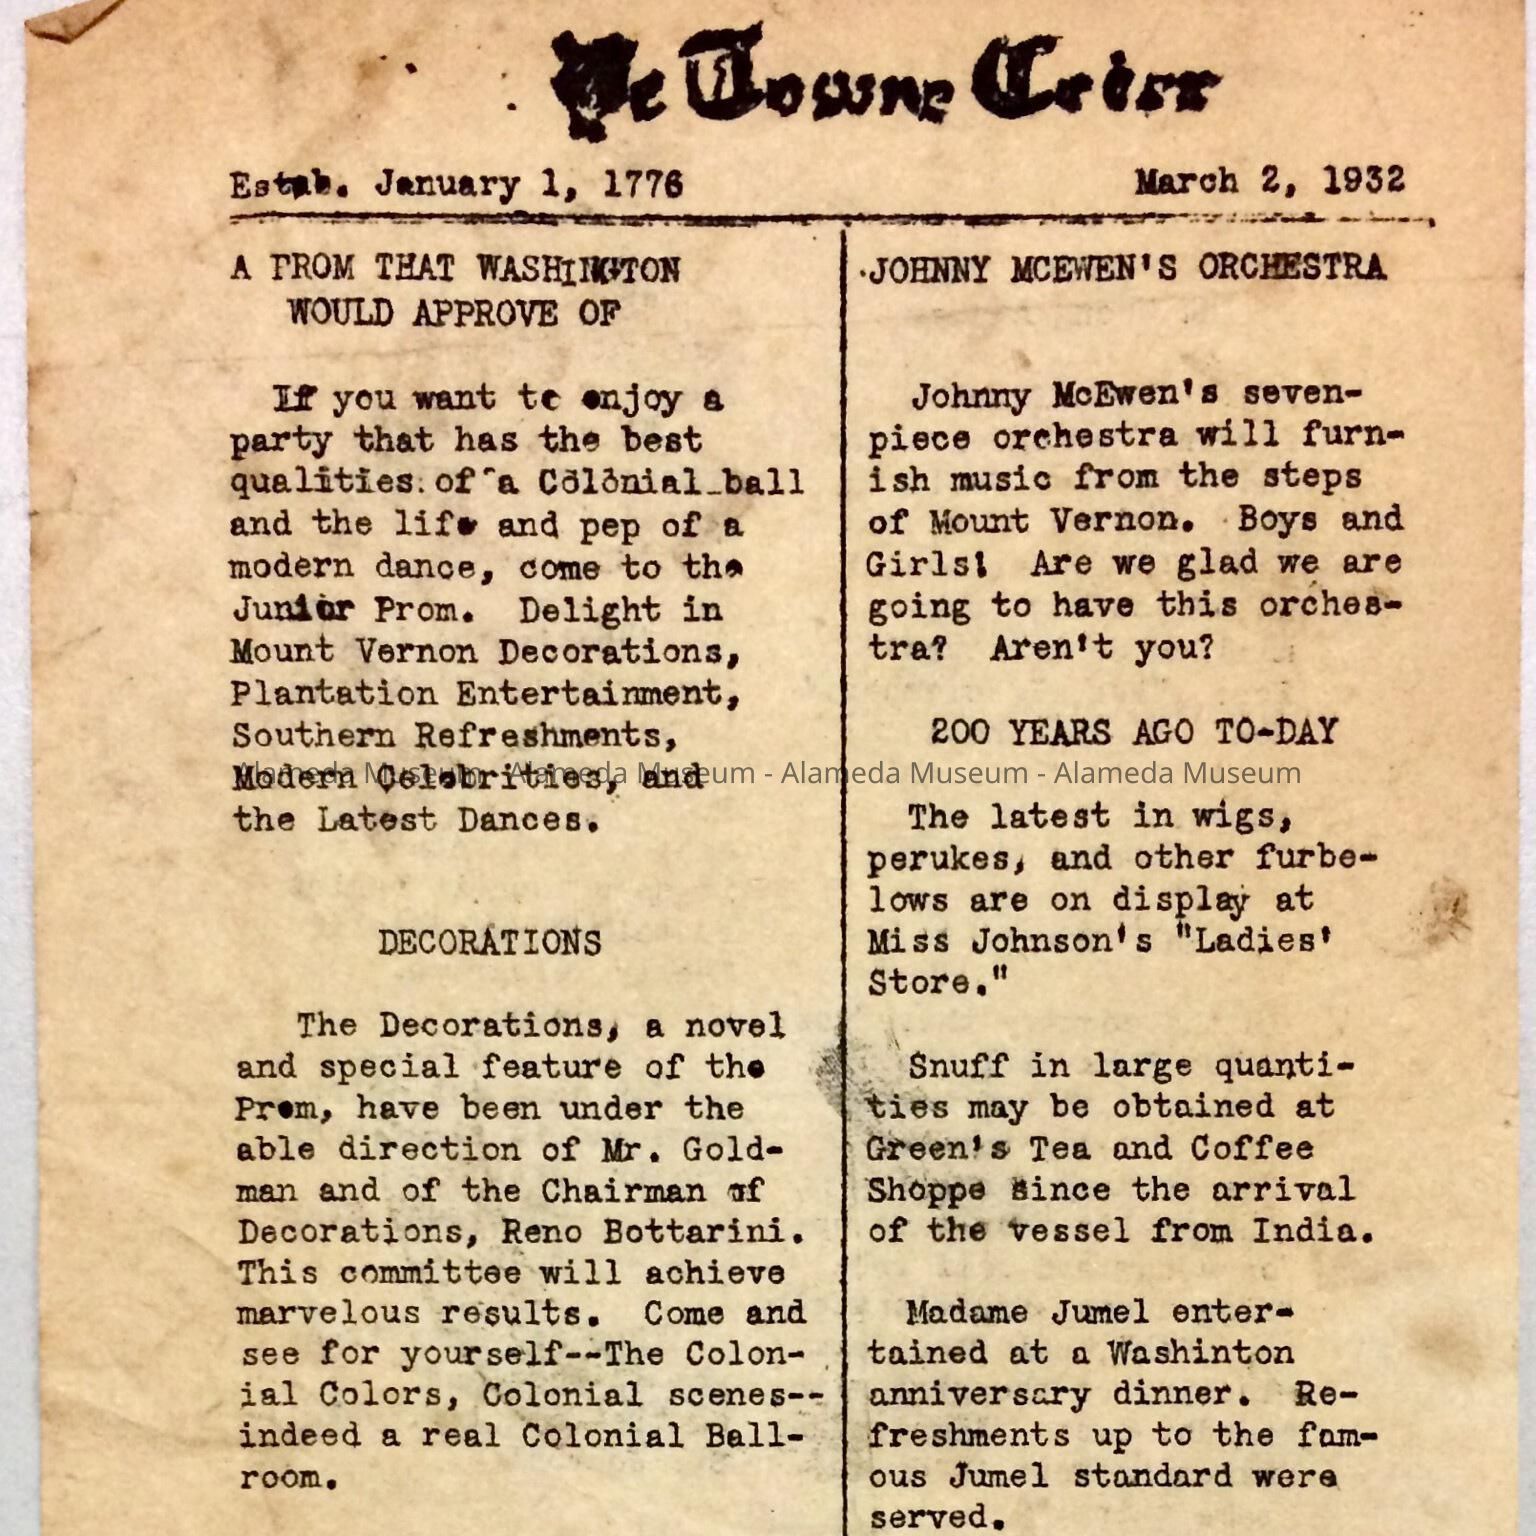 Ye Towne Crier
Estab. January 1, 1776
March 2, 1932
A PROM THAT WASHINGTON
WOULD APPROVE OF
If you want to enjoy a
party that has the best
qualities of a Colonial ball
and the life and pep of a
modern dance, come to the
Junior Prom. Delight in
Mount Vernon Decorations,
Plantation Entertainment,
Southern Refreshments,
Modern Celebrities, and
the Latest Dances.
DECORATIONS
The Decorations, a novel
and special feature of the
Prom, have been under the
able direction of Mr. Gold-
man and of the Chairman of
Decorations, Reno Bottarini.
This committee will achieve
marvelous results. Come and
see for yourself--The Colon-
ial Colors, Colonial scenes--
indeed a real Colonial Ball-
room.
JOHNNY MCEWEN'S ORCHESTRA
Johnny McEwen's seven-
piece orchestra will furn-
ish music from the steps
of Mount Vernon. Boys and
Girls! Are we glad we are
going to have this orches-
tra? Aren't you?
200 YEARS AGO TO-DAY
The latest in wigs,
perukes, and other furbe-
lows are on display at
Miss Johnson's "Ladies'
Store."
Snuff in large quanti-
ties may be obtained at
Green's Tea and Coffee
Shoppe since the arrival
of the vessel from India.
Madame Jumel enter-
tained at a Washinton
anniversary dinner. Re-
freshments up to the fam-
ous Jumel standard were
served.
Alameda Museum - Alameda Museum - Alameda Museum - Alameda Museum